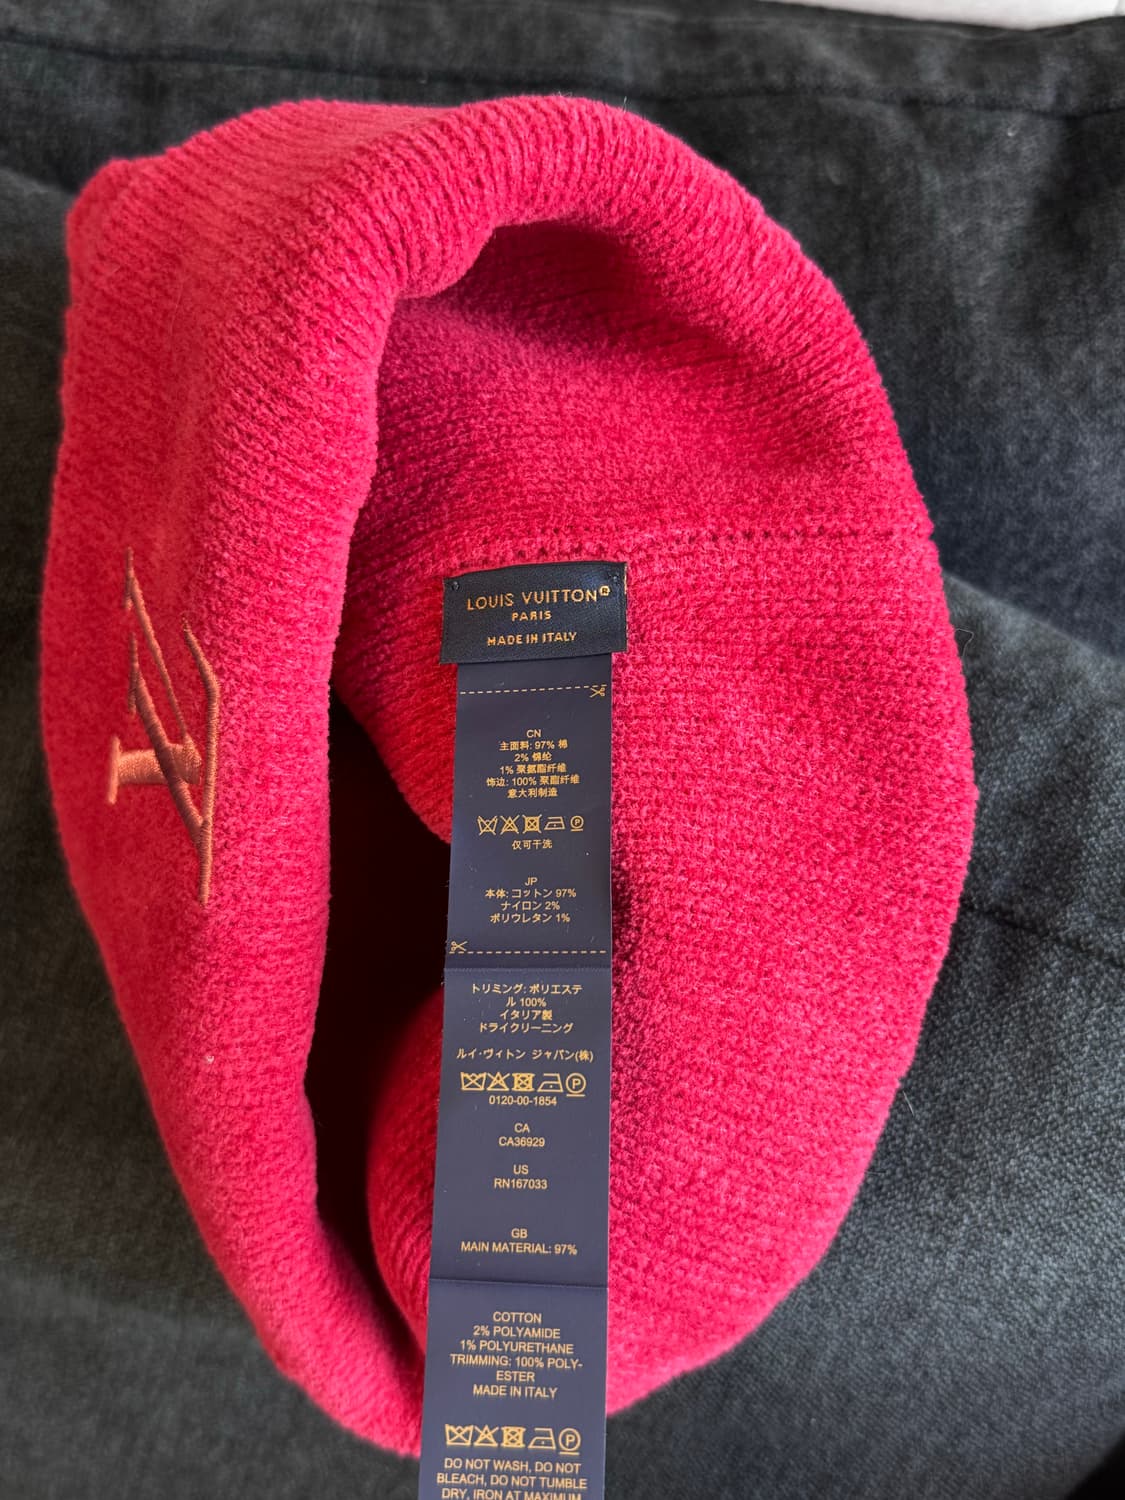 LOUIS VUITTON
PARIS
MADE IN ITALY
CN
主面料: 97% 棉
2% 锦纶
1% 聚氨酯纤维
饰边: 100% 聚酯纤维
意大利制造
仅可干洗
JP
本体: コットン 97%
ナイロン 2%
ポリウレタン 1%
トリミング: ポリエステ
ル 100%
イタリア製
ドライクリーニング
ルイ・ヴィトン ジャパン(株)
0120-00-1854
CA
CA36929
US
RN167033
GB
MAIN MATERIAL: 97%
COTTON
2% POLYAMIDE
1% POLYURETHANE
TRIMMING: 100% POLY-
ESTER
MADE IN ITALY
DO NOT WASH, DO NOT
BLEACH, DO NOT TUMBLE
DRY, IRON AT MAXIMUM
LV